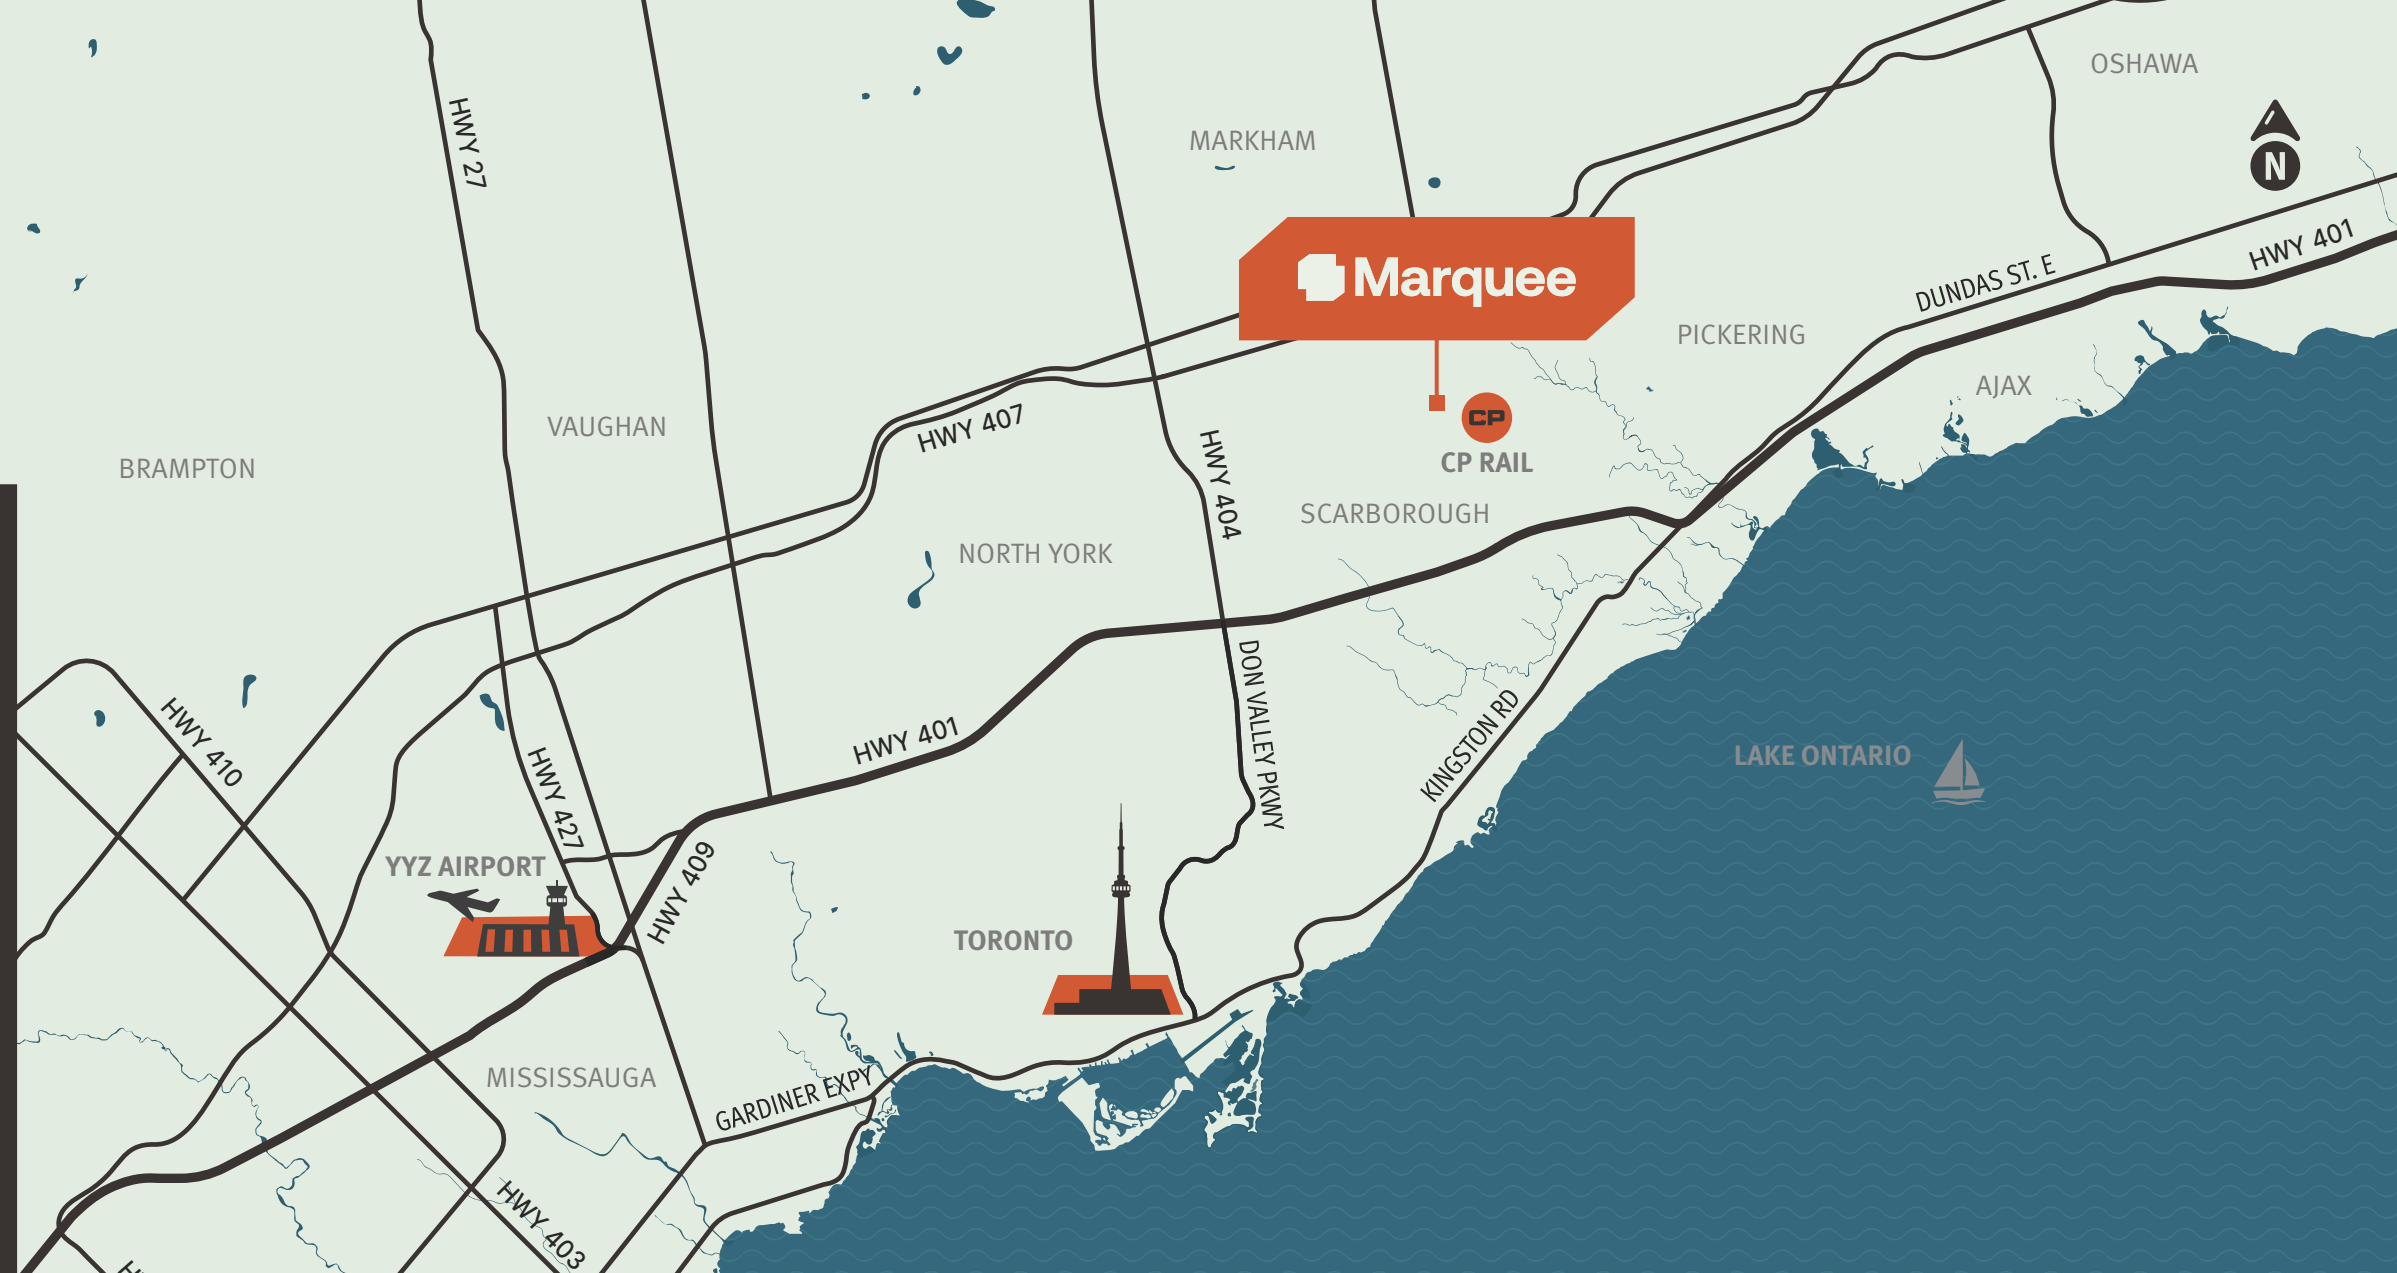 OSHAWA
HWY 27
MARKHAM
N
HWY 401
Marquee
DUNDAS ST. E
PICKERING
AJAX
VAUGHAN
HWY 407
BRAMPTON
CP
CP RAIL
HWY 404
SCARBOROUGH
NORTH YORK
DON VALLEY PKWY
HWY 410
HWY 401
KINGSTON RD
LAKE ONTARIO
HWY 427
YYZ AIRPORT
HWY 409
TORONTO
MISSISSAUGA
GARDINER EXPY
HWY 403